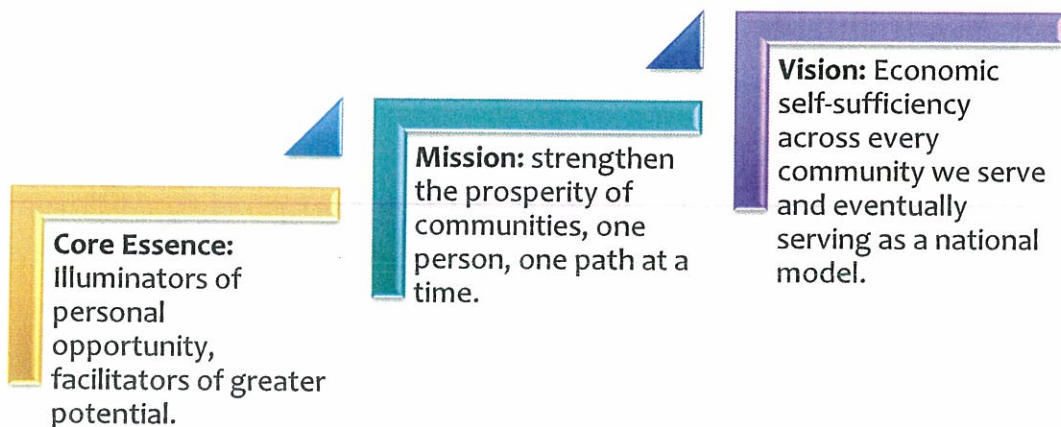 Core Essence:
Illuminators of
personal
opportunity,
facilitators of greater
potential.
Mission: strengthen
the prosperity of
communities, one
person, one path at a
time.
Vision: Economic
self-sufficiency
across every
community we serve
and eventually
serving as a national
model.